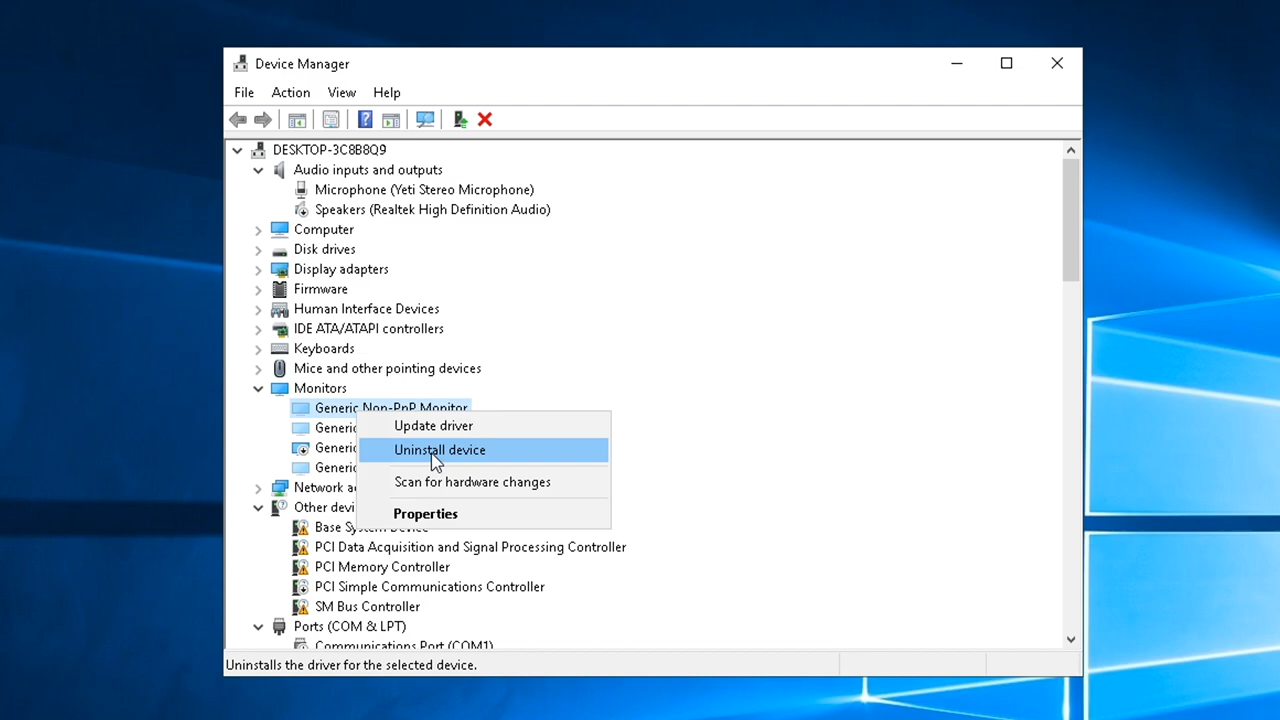 Device Manager
File Action View Help
DESKTOP-3C8B8Q9
Audio inputs and outputs
Microphone (Yeti Stereo Microphone)
Speakers (Realtek High Definition Audio)
Computer
Disk drives
Display adapters
Firmware
Human Interface Devices
IDE ATA/ATAPI controllers
Keyboards
Mice and other pointing devices
Monitors
Generic Non-PnP Monitor
Update driver
Generic
Uninstall device
Generic
Generic
Scan for hardware changes
Network a
Other devi
Properties
Base System Device
PCI Data Acquisition and Signal Processing Controller
PCI Memory Controller
PCI Simple Communications Controller
SM Bus Controller
Ports (COM & LPT)
Communications Port (COM1)
Uninstalls the driver for the selected device.